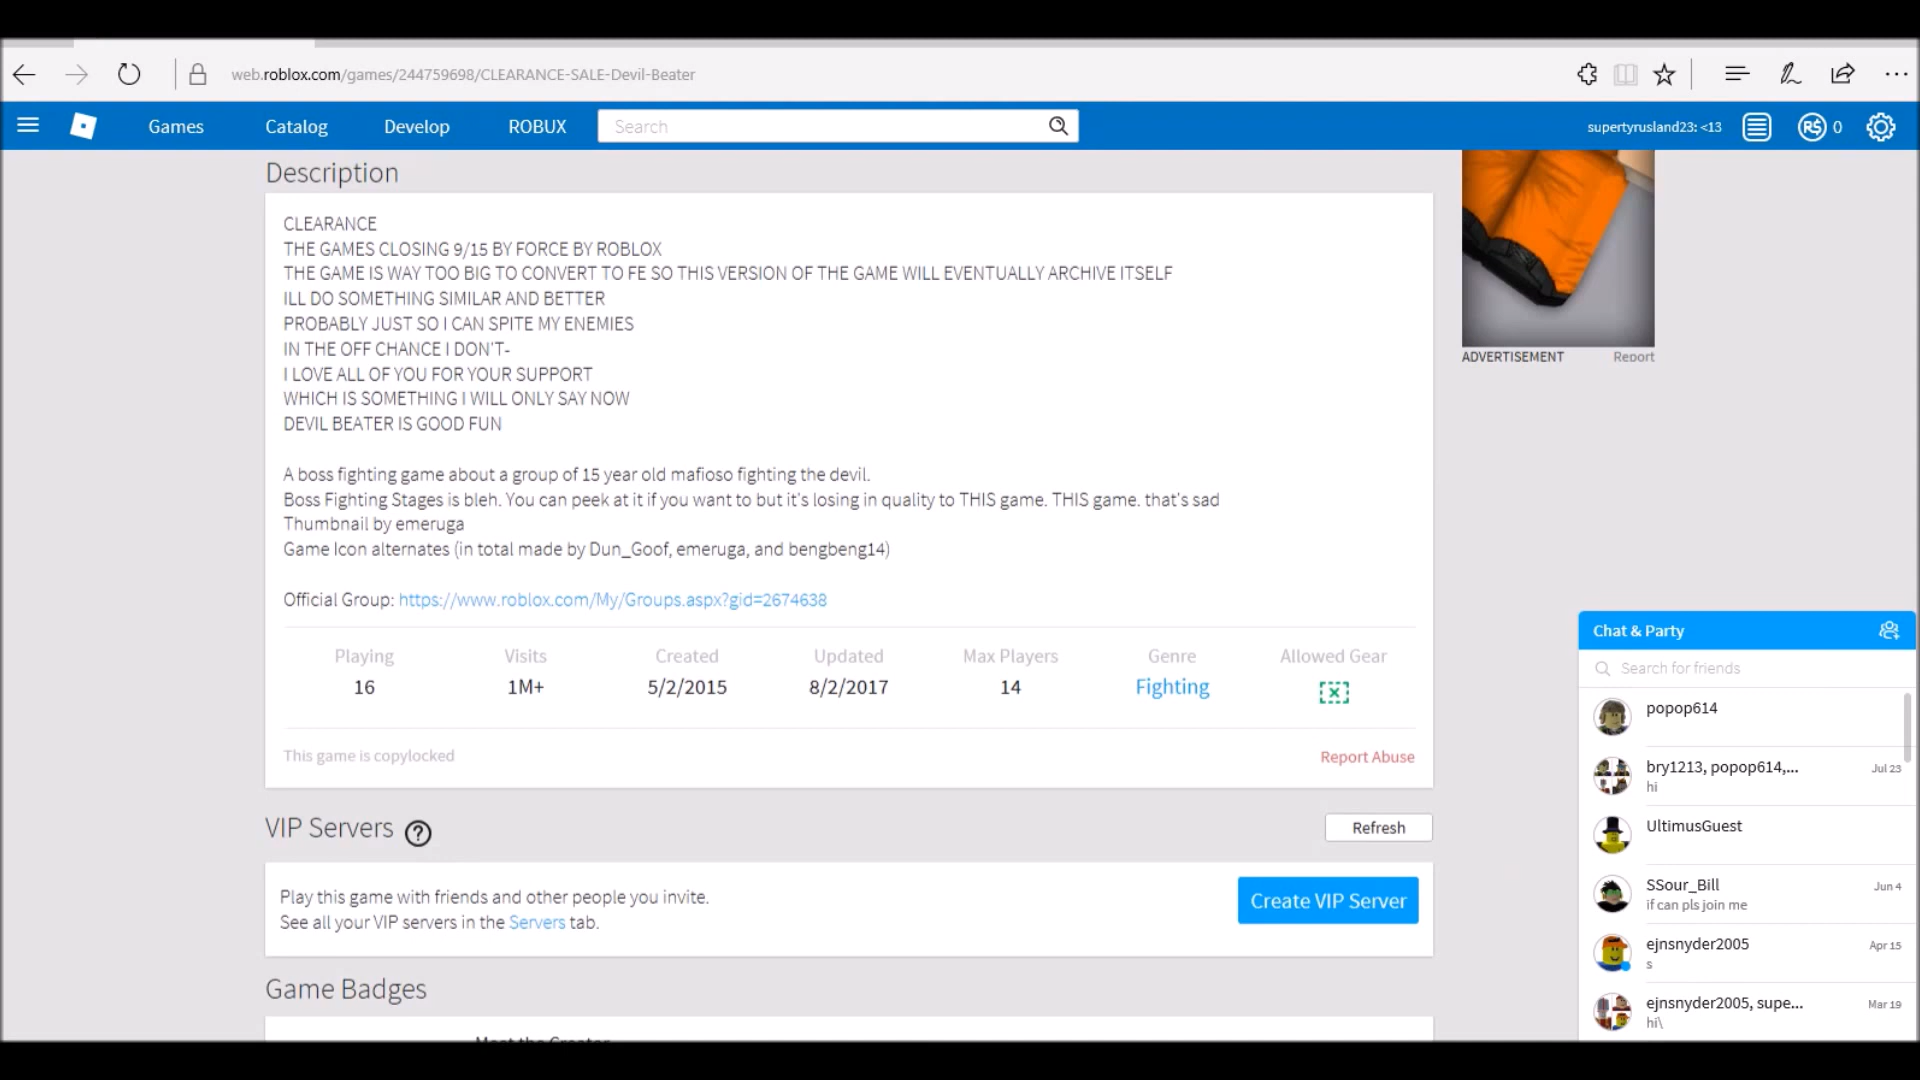 web.roblox.com/games/244759698/CLEARANCE-SALE-Devil-Beater
Games
Catalog
Develop
ROBUX
Search
supertyrusland23: <13
R$ 0
Description
CLEARANCE
THE GAMES CLOSING 9/15 BY FORCE BY ROBLOX
THE GAME IS WAY TOO BIG TO CONVERT TO FE SO THIS VERSION OF THE GAME WILL EVENTUALLY ARCHIVE ITSELF
ILL DO SOMETHING SIMILAR AND BETTER
PROBABLY JUST SO I CAN SPITE MY ENEMIES
IN THE OFF CHANCE I DON'T-
I LOVE ALL OF YOU FOR YOUR SUPPORT
WHICH IS SOMETHING I WILL ONLY SAY NOW
DEVIL BEATER IS GOOD FUN
A boss fighting game about a group of 15 year old mafioso fighting the devil.
Boss Fighting Stages is bleh. You can peek at it if you want to but it's losing in quality to THIS game. THIS game. that's sad
Thumbnail by emeruga
Game Icon alternates (in total made by Dun_Goof, emeruga, and bengbeng14)
Official Group: https://www.roblox.com/My/Groups.aspx?gid=2674638
Playing
Visits
Created
Updated
Max Players
Genre
Allowed Gear
16
1M+
5/2/2015
8/2/2017
14
Fighting
This game is copylocked
Report Abuse
ADVERTISEMENT
Report
VIP Servers ?
Refresh
Play this game with friends and other people you invite.
See all your VIP servers in the Servers tab.
Create VIP Server
Game Badges
Meet the Creator
Chat & Party
Search for friends
popop614
bry1213, popop614,...
Jul 23
hi
UltimusGuest
SSour_Bill
Jun 4
if can pls join me
ejnsnyder2005
Apr 15
s
ejnsnyder2005, supe...
Mar 19
hi\